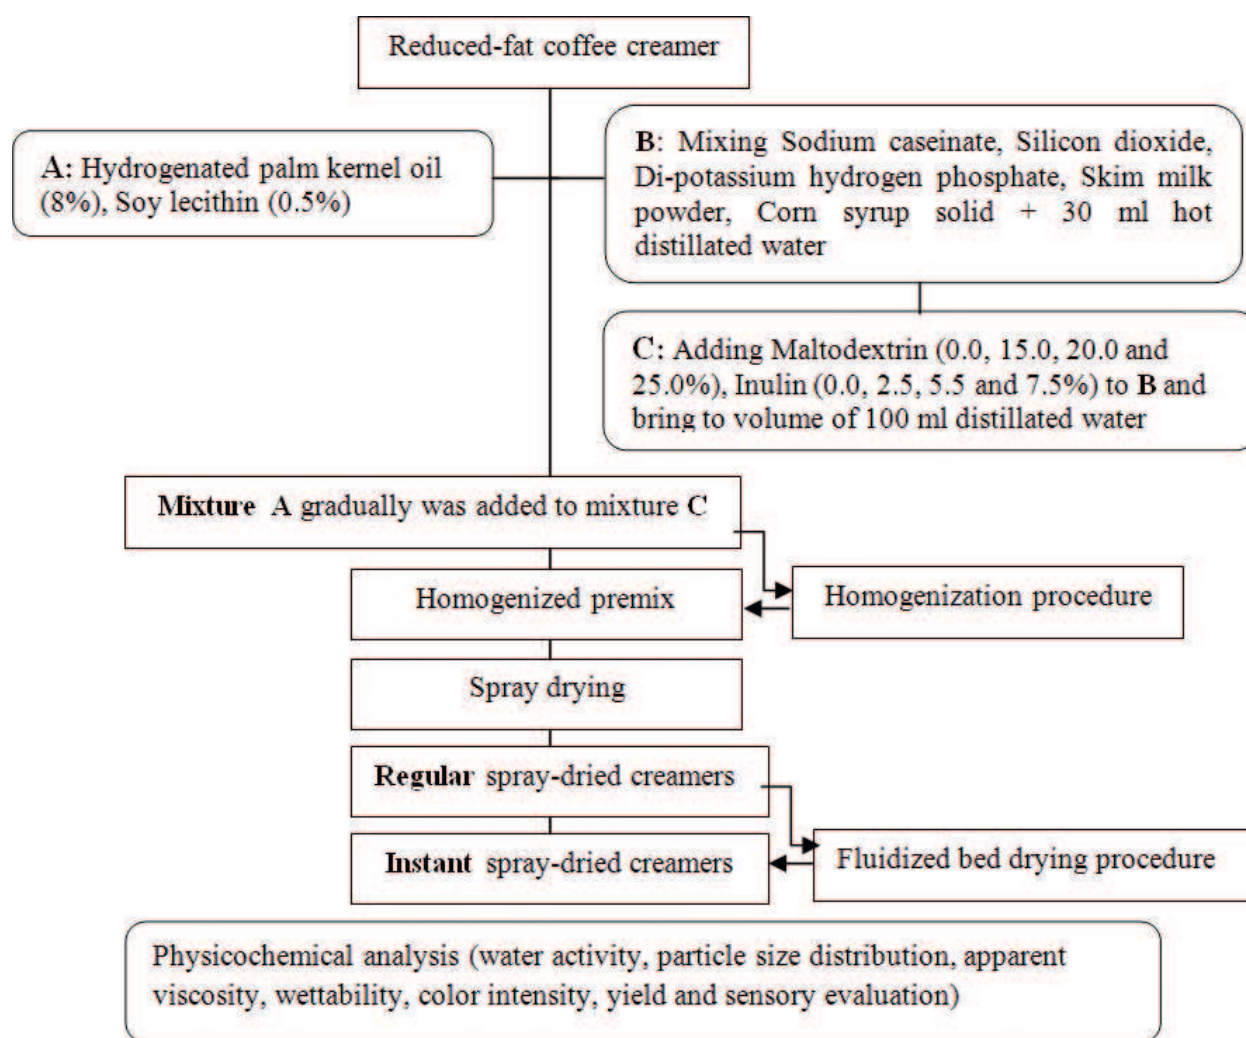 Reduced-fat coffee creamer
A: Hydrogenated palm kernel oil
(8%), Soy lecithin (0.5%)
B: Mixing Sodium caseinate, Silicon dioxide,
Di-potassium hydrogen phosphate, Skim milk
powder, Corn syrup solid + 30 ml hot
distillated water
C: Adding Maltodextrin (0.0, 15.0, 20.0 and
25.0%), Inulin (0.0, 2.5, 5.5 and 7.5%) to B and
bring to volume of 100 ml distillated water
Mixture A gradually was added to mixture C
Homogenized premix
Homogenization procedure
Spray drying
Regular spray-dried creamers
Instant spray-dried creamers
Fluidized bed drying procedure
Physicochemical analysis (water activity, particle size distribution, apparent
viscosity, wettability, color intensity, yield and sensory evaluation)